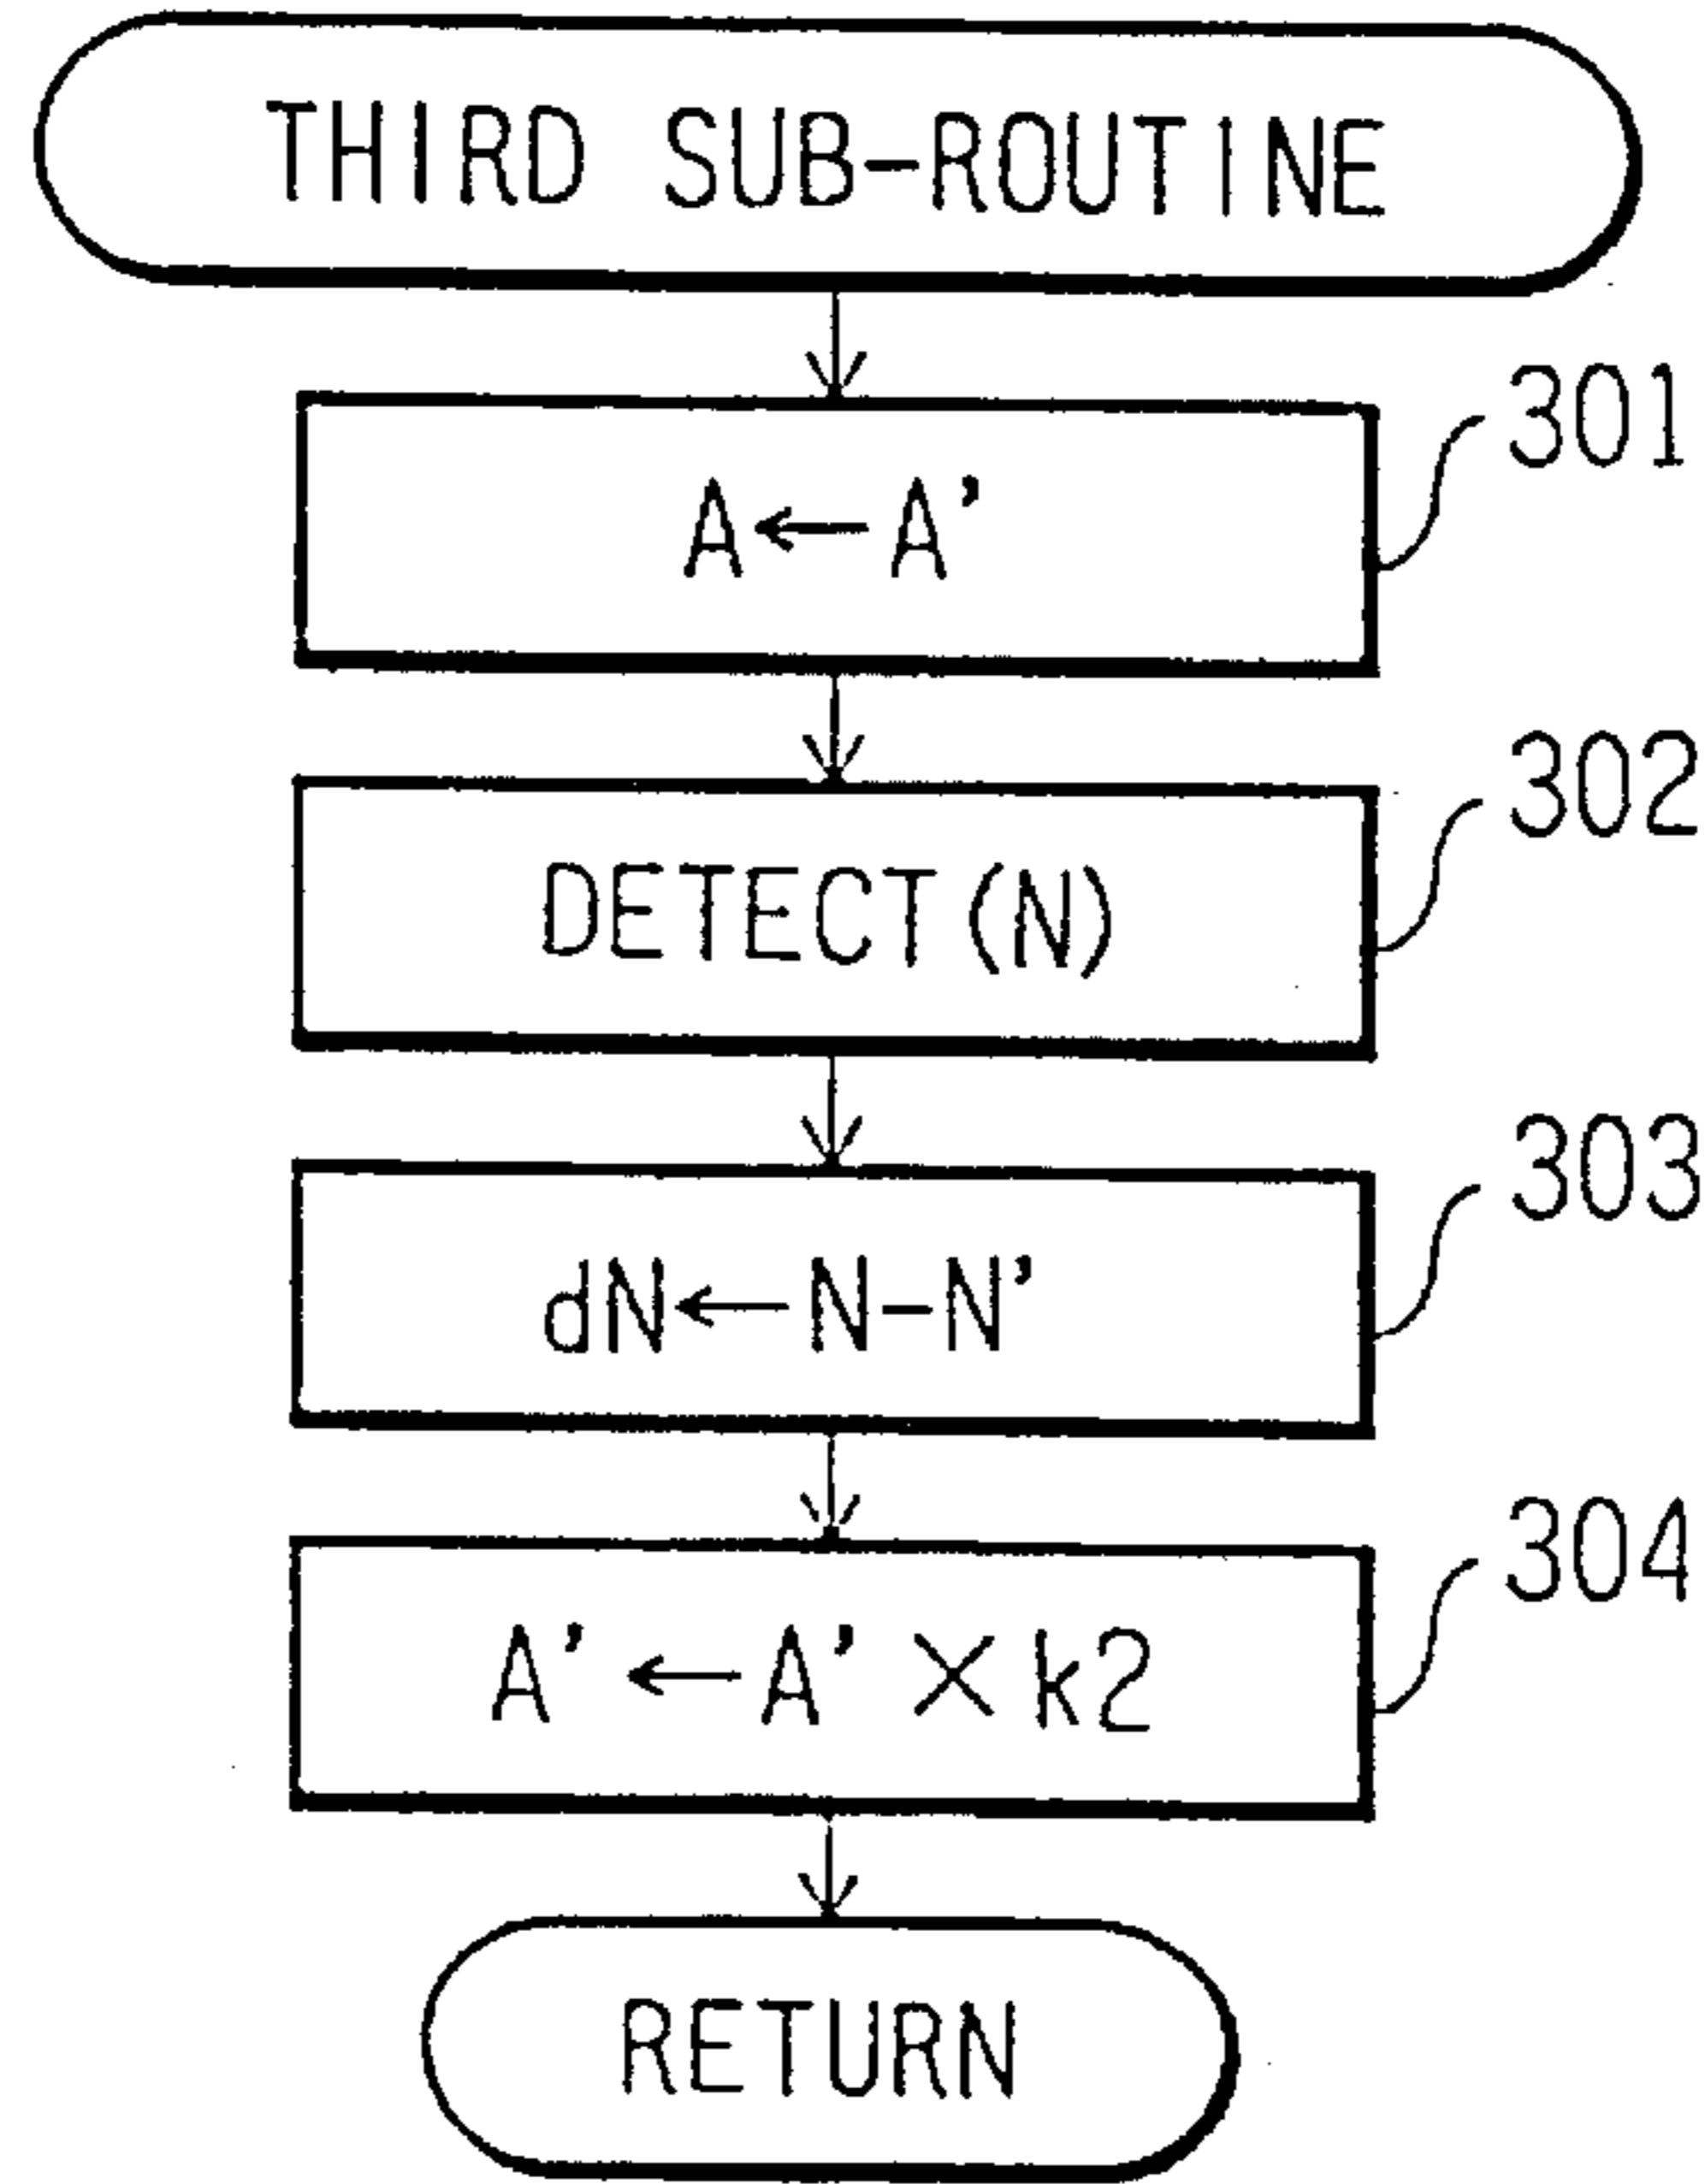 THIRD SUB-ROUTINE
301
A←A'
302
DETECT(N)
303
dN←N-N'
304
A'←A'×k2
RETURN